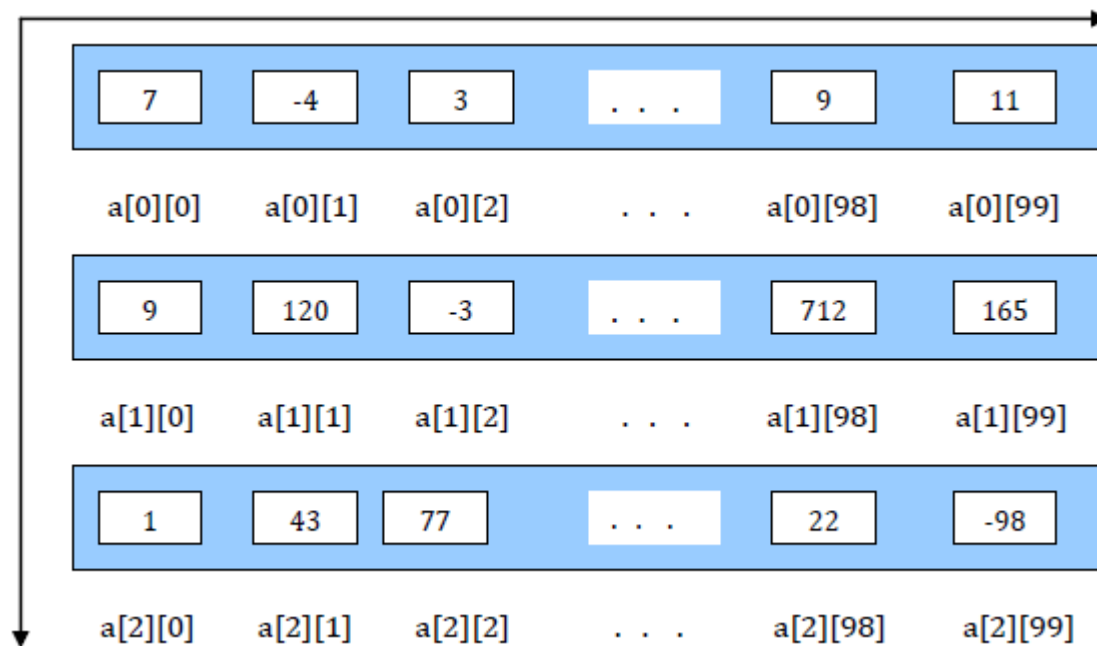 7 -4 3 . . . 9 11
a[0][0] a[0][1] a[0][2] . . . a[0][98] a[0][99]
9 120 -3 . . . 712 165
a[1][0] a[1][1] a[1][2] . . . a[1][98] a[1][99]
1 43 77 . . . 22 -98
a[2][0] a[2][1] a[2][2] . . . a[2][98] a[2][99]